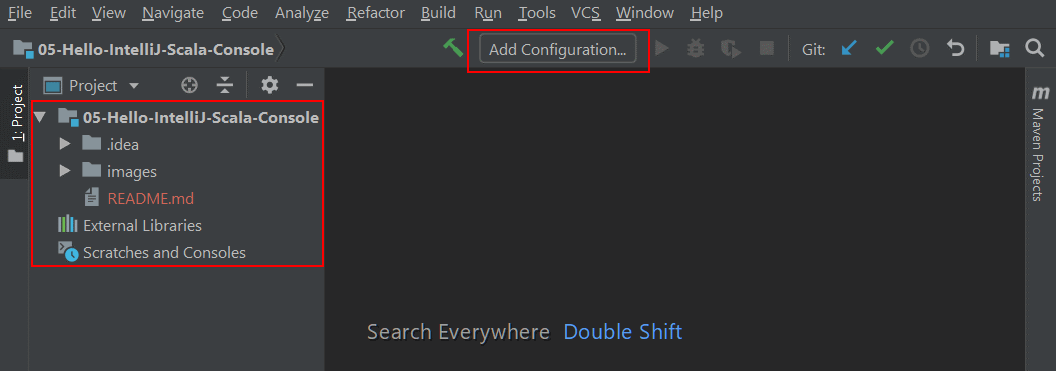 File Edit View Navigate Code Analyze Refactor Build Run Tools VCS Window Help
05-Hello-IntelliJ-Scala-Console Add Configuration... Git:
1: Project
Project
05-Hello-IntelliJ-Scala-Console
.idea
images
README.md
External Libraries
Scratches and Consoles
Search Everywhere Double Shift
m
Maven Projects